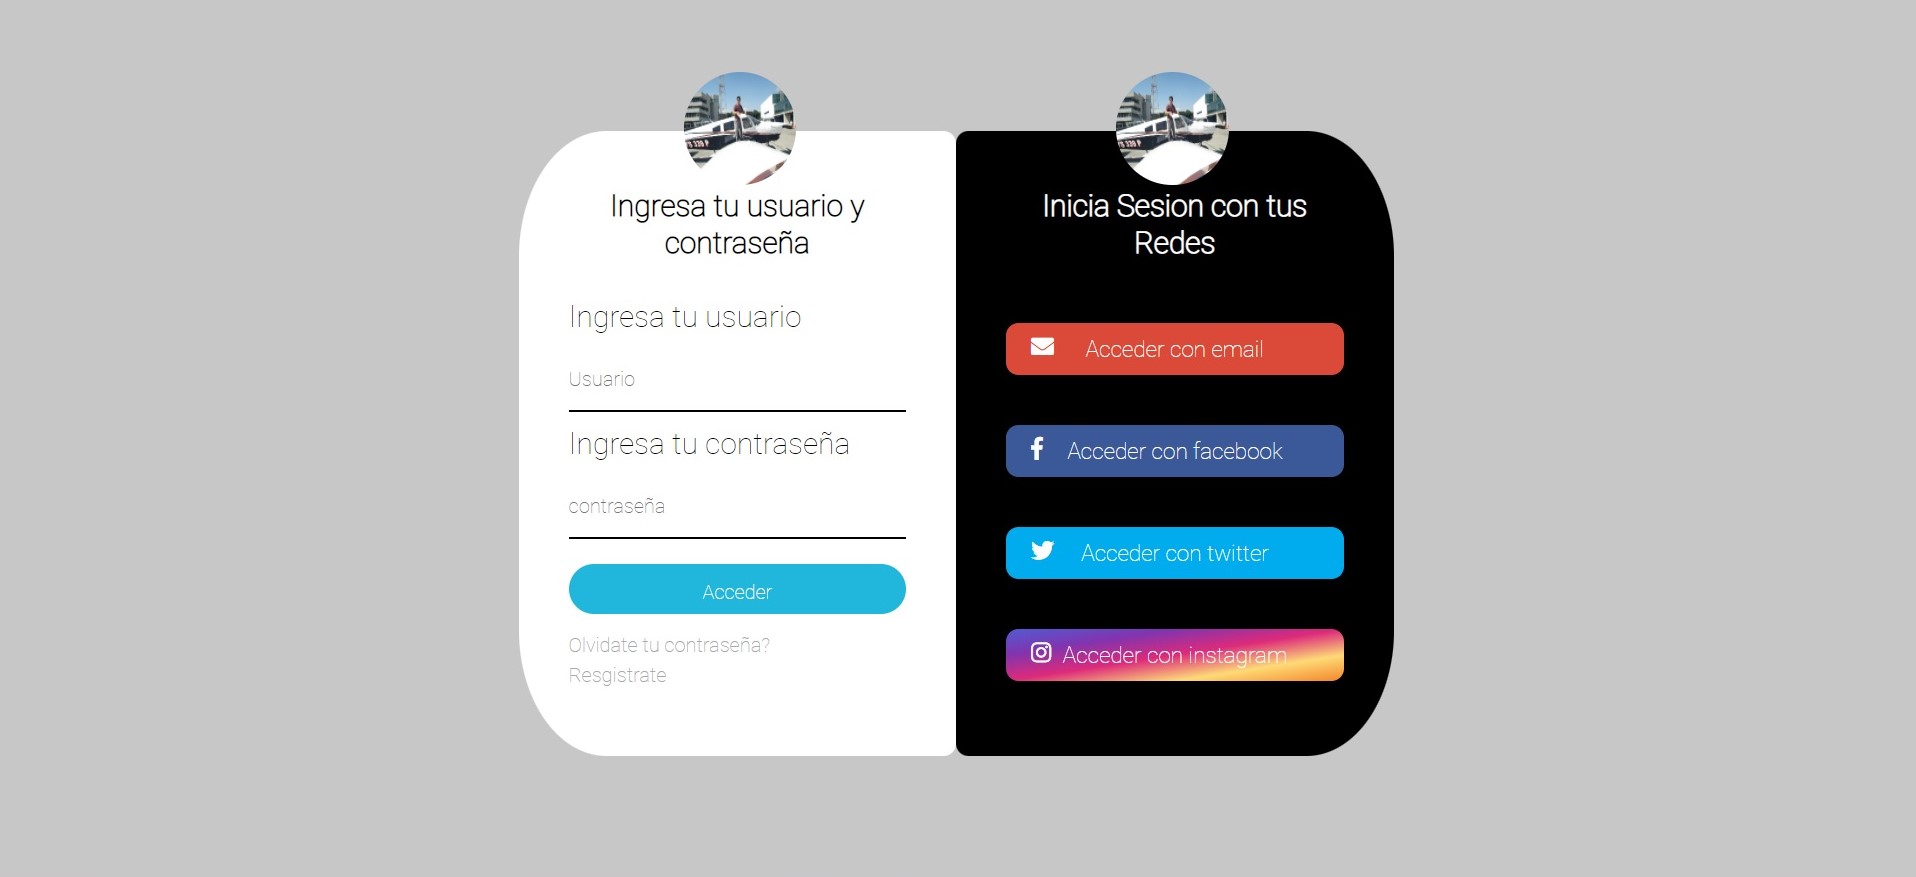 Ingresa tu usuario y
contraseña
Ingresa tu usuario
Usuario
Ingresa tu contraseña
contraseña
Acceder
Olvidate tu contraseña?
Resgistrate
Inicia Sesion con tus
Redes
Acceder con email
Acceder con facebook
Acceder con twitter
Acceder con instagram